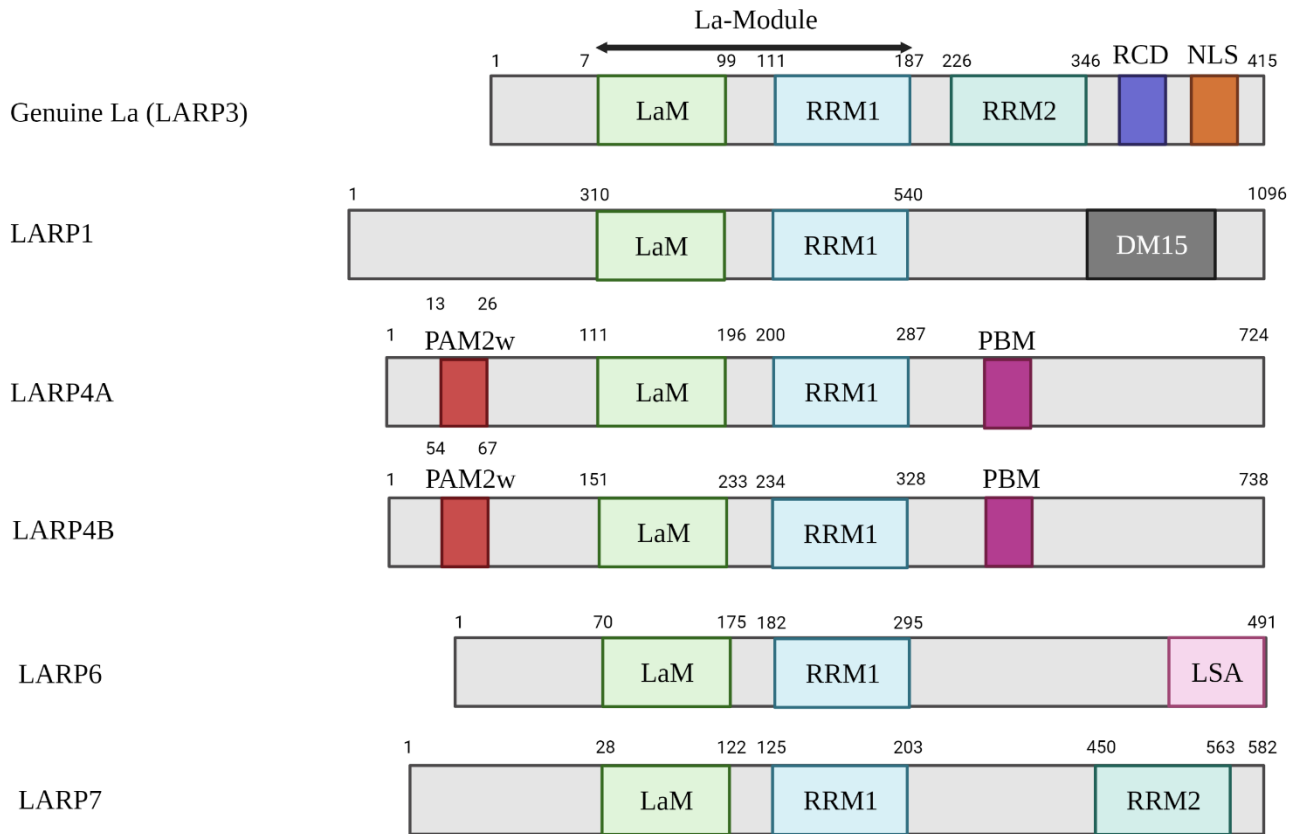 La-Module
1 7 99 111 187 226 346 RCD NLS 415
Genuine La (LARP3) LaM RRM1 RRM2
1 310 540 1096
LARP1 LaM RRM1 DM15
13 26
1 PAM2w 111 196 200 287 PBM 724
LARP4A LaM RRM1
54 67
1 PAM2w 151 233 234 328 PBM 738
LARP4B LaM RRM1
1 70 175 182 295 491
LARP6 LaM RRM1 LSA
1 28 122 125 203 450 563 582
LARP7 LaM RRM1 RRM2